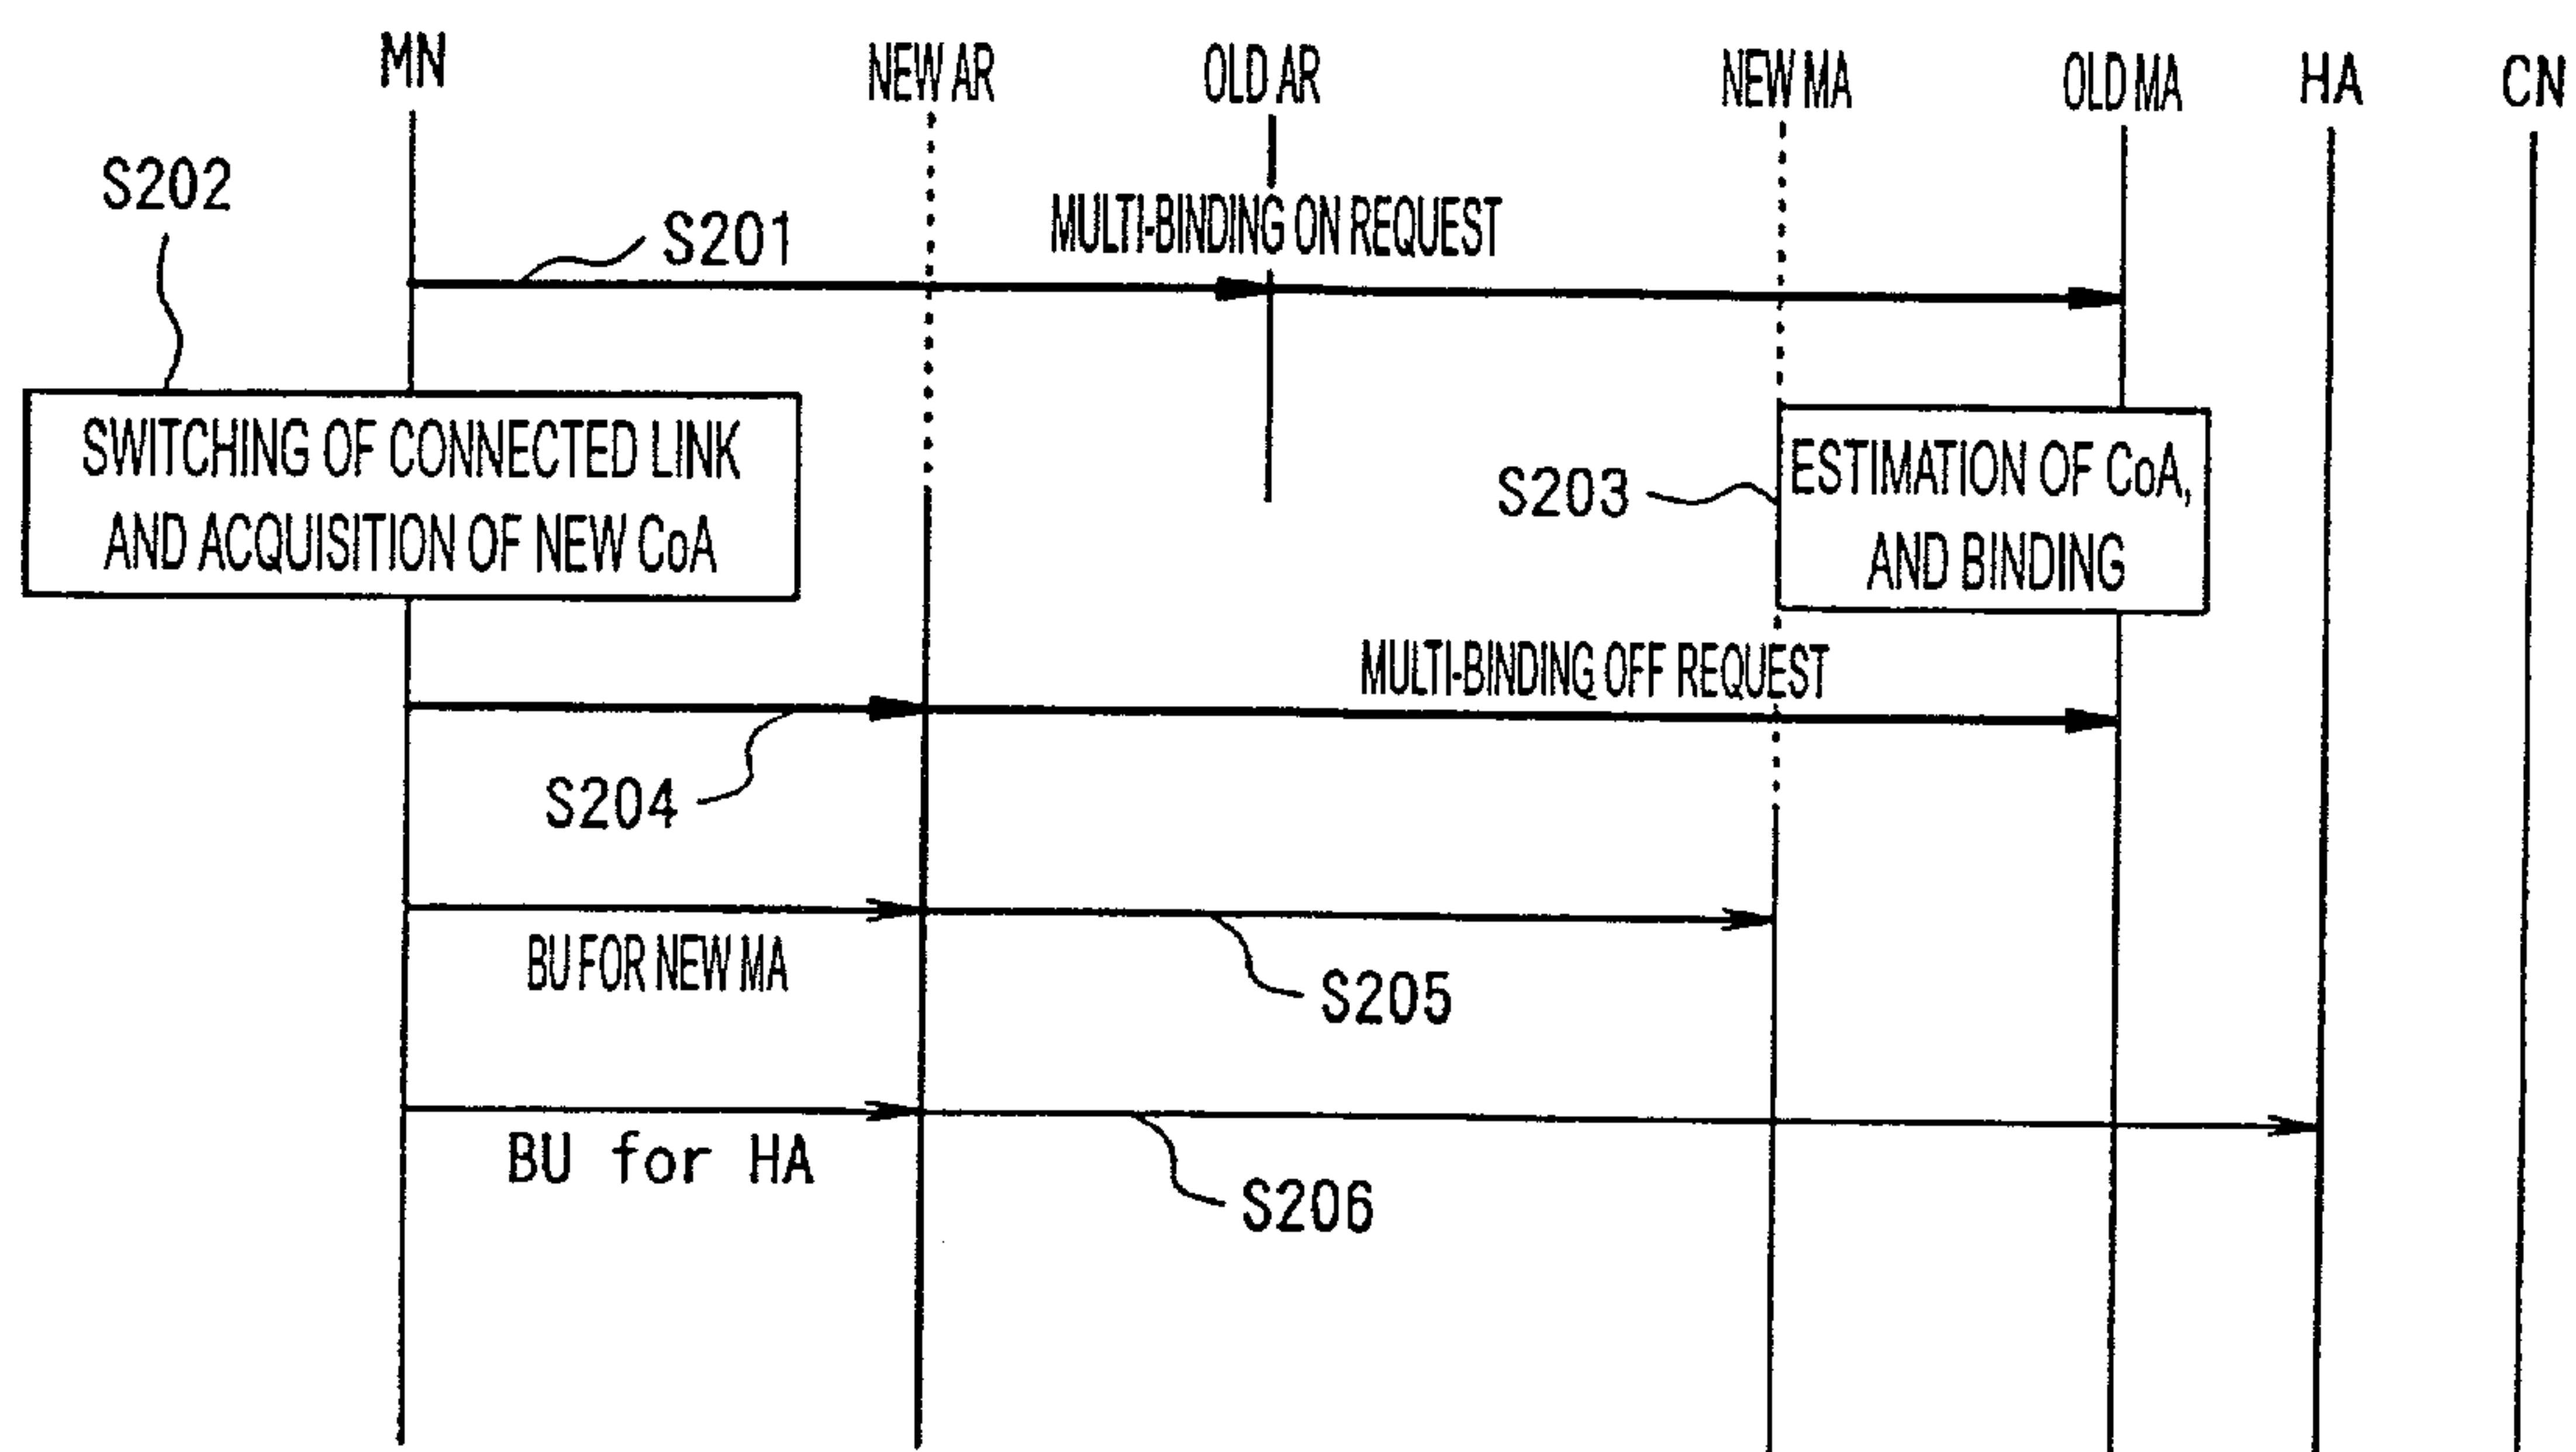 MN
NEW AR
OLD AR
NEW MA
OLD MA
HA
CN
S202
S201
MULTI-BINDING ON REQUEST
SWITCHING OF CONNECTED LINK
AND ACQUISITION OF NEW CoA
S203
ESTIMATION OF CoA,
AND BINDING
MULTI-BINDING OFF REQUEST
S204
BU FOR NEW MA
S205
BU for HA
S206